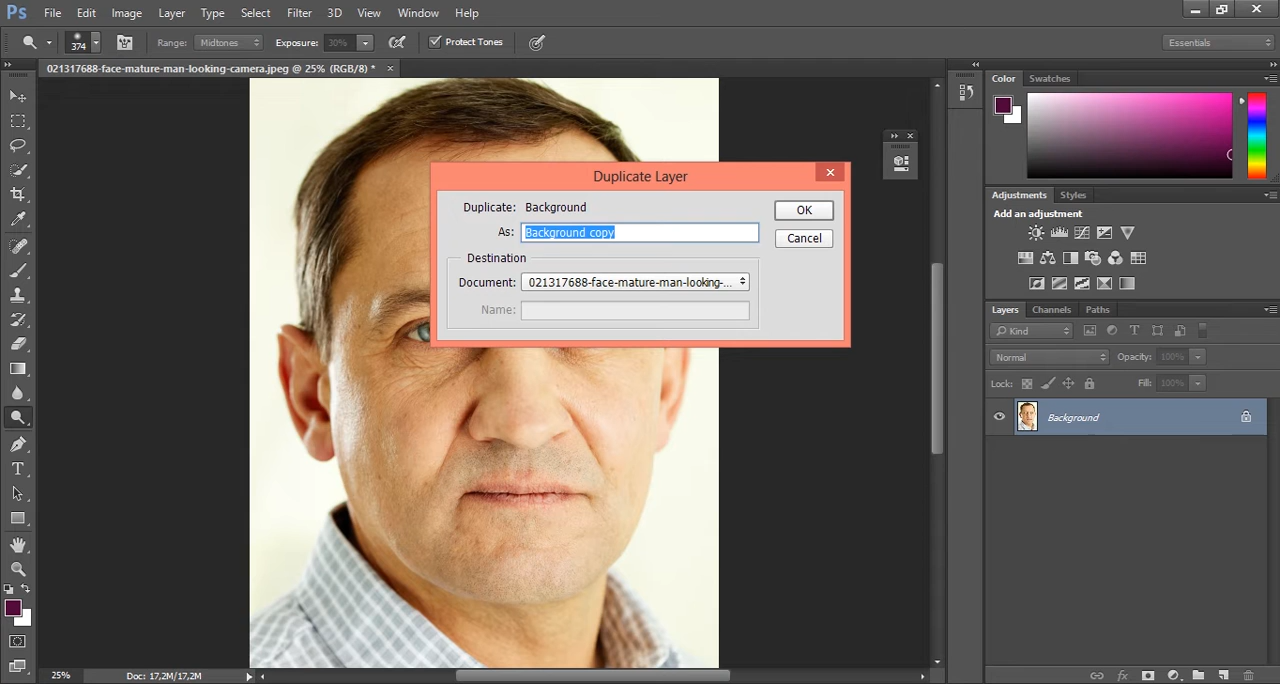 Ps File Edit Image Layer Type Select Filter 3D View Window Help
374 Range: Midtones Exposure: 30% Protect Tones Essentials
021317688-face-mature-man-looking-camera.jpeg @ 25% (RGB/8) * ×
Color Swatches
Duplicate Layer
Duplicate: Background OK
As: Background copy Cancel
Destination
Document: 021317688-face-mature-man-looking-...
Name:
Adjustments Styles
Add an adjustment
Layers Channels Paths
Kind
Normal Opacity: 100%
Lock: Fill: 100%
Background
25% Doc: 17,2M/17,2M